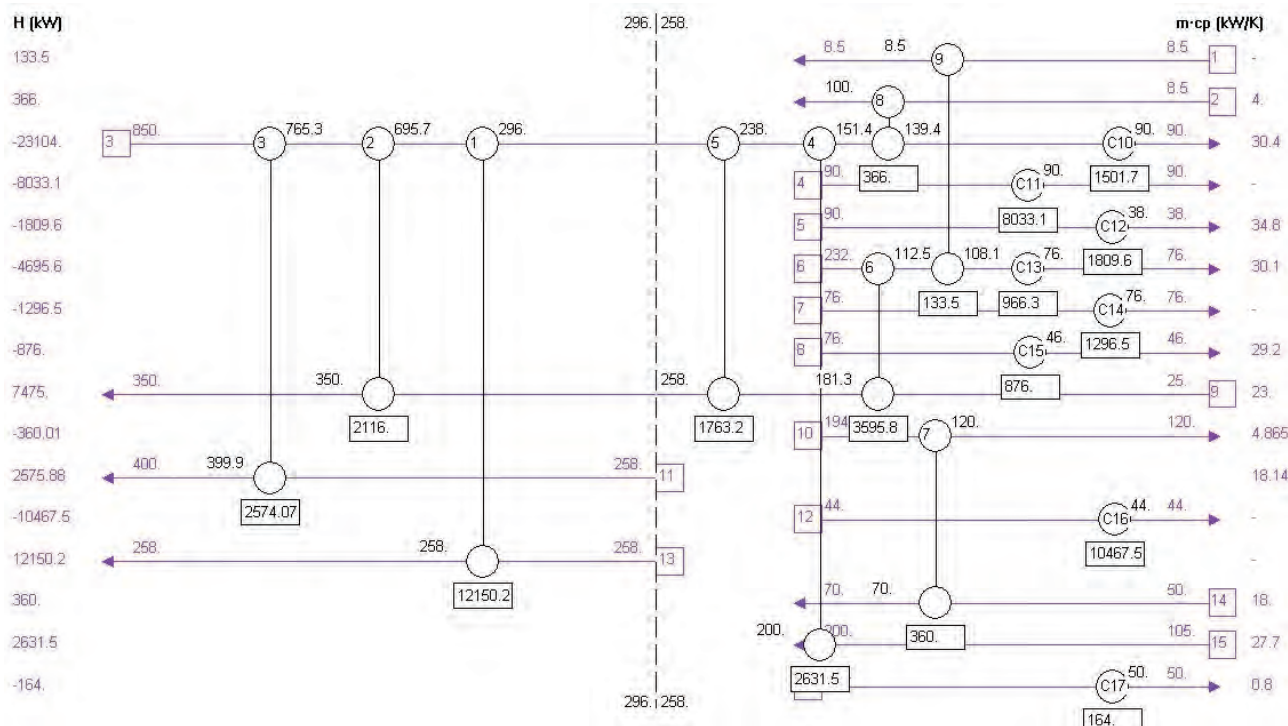 H (kW) 296. 258. m·cp (kW/K)
133.5 8.5 8.5 9 8.5 1 -
366. 100. 8 8.5 2 4.
-23104. 3 850. 3 765.3 2 695.7 1 296. 5 238. 4 151.4 139.4 C10 90. 90. 30.4
-8033.1 4 90. 366. C11 90. 1501.7 90. -
-1809.6 5 90. 8033.1 C12 38. 38. 34.8
-4695.6 6 232. 6 112.5 108.1 C13 76. 1809.6 76. 30.1
-1296.5 7 76. 133.5 966.3 C14 76. 76. -
-876. 8 76. C15 46. 1296.5 46. 29.2
7475. 350. 350. 258. 181.3 876. 25. 9 23.
-360.01 2116. 1763.2 10 194 3595.8 7 120. 120. 4.865
2575.88 400. 399.9 258. 11 18.14
-10467.5 2574.07 12 44. C16 44. 44. -
12150.2 258. 258. 258. 13 10467.5 -
360. 12150.2 70. 70. 50. 14 18.
2631.5 200. 200. 360. 105. 15 27.7
-164. 2631.5 C17 50. 50. 0.8
296. 258. 164.